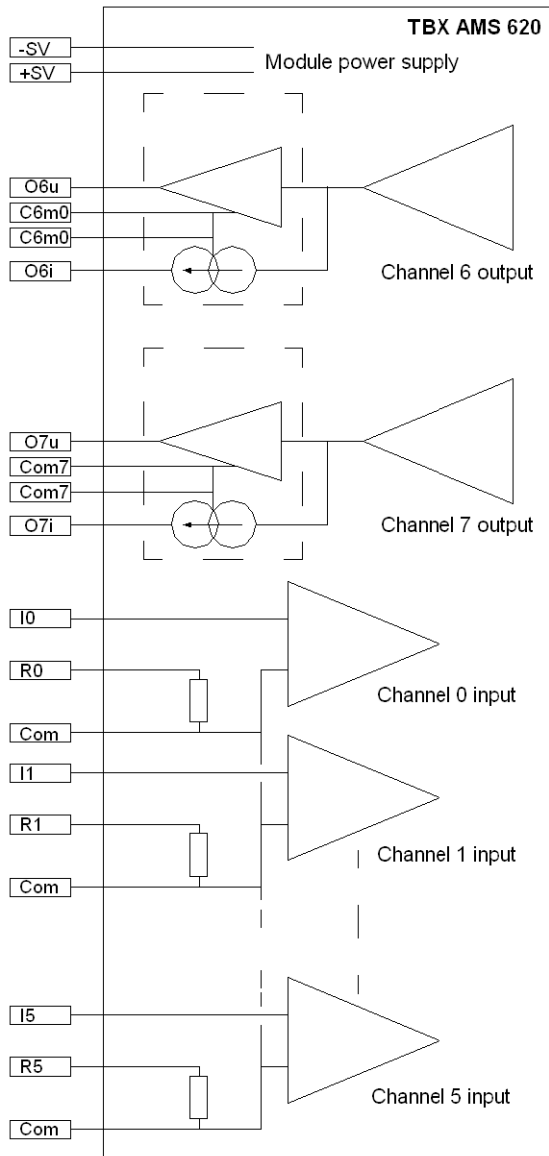 TBX AMS 620
-SV
+SV
Module power supply
O6u
C6m0
C6m0
O6i
Channel 6 output
O7u
Com7
Com7
O7i
Channel 7 output
I0
R0
Channel 0 input
Com
I1
R1
Channel 1 input
Com
I5
R5
Channel 5 input
Com